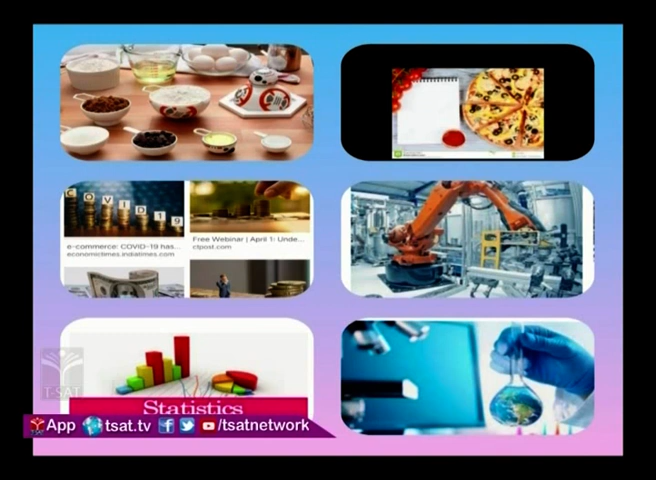 COVID 19
e-commerce: COVID-19 has...
economictimes.indiatimes.com
Free Webinar | April 1: Unde...
ctpost.com
Statistics
T-SAT
App tsat.tv /tsatnetwork